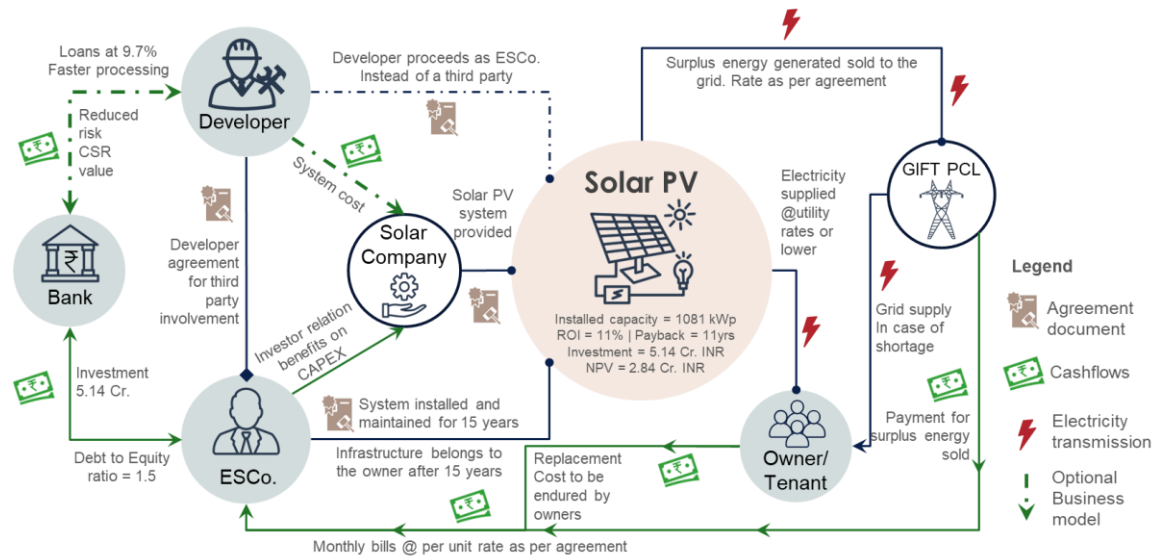 Loans at 9.7%
Faster processing
Developer
Reduced
risk
CSR
value
₹
Bank
Investment
5.14 Cr.
Debt to Equity
ratio = 1.5
Developer
agreement
for third
party
involvement
ESCo.
System cost
Investor relation
benefits on
CAPEX
Solar
Company
Developer proceeds as ESCo.
Instead of a third party
Solar PV
system
provided
System installed and
maintained for 15 years
Infrastructure belongs to
the owner after 15 years
Solar PV
Installed capacity = 1081 kWp
ROI = 11% | Payback = 11yrs
Investment = 5.14 Cr. INR
NPV = 2.84 Cr. INR
Surplus energy generated sold to the
grid. Rate as per agreement
Electricity
supplied
@utility
rates or
lower
GIFT PCL
Grid supply
In case of
shortage
Owner/
Tenant
Payment for
surplus energy
sold
Replacement
Cost to be
endured by
owners
Monthly bills @ per unit rate as per agreement
Legend
Agreement
document
Cashflows
Electricity
transmission
Optional
Business
model